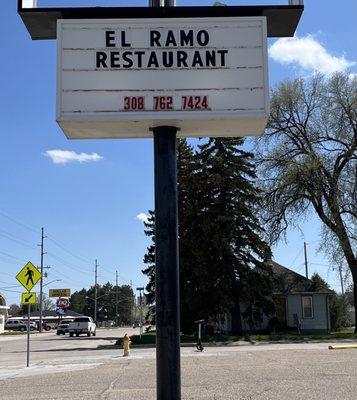 EL RAMO
RESTAURANT
308 762 7424